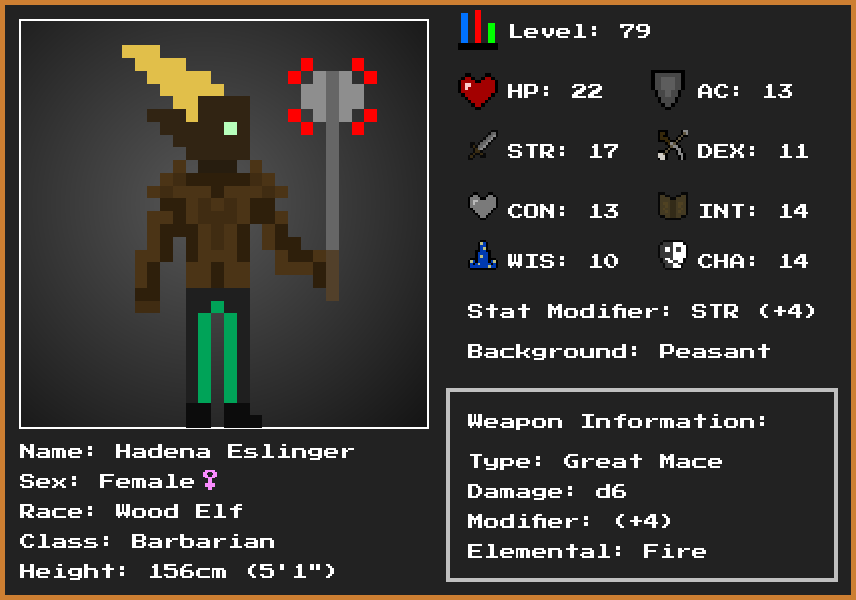 Level: 79
HP: 22
AC: 13
STR: 17
DEX: 11
CON: 13
INT: 14
WIS: 10
CHA: 14
Stat Modifier: STR (+4)
Background: Peasant
Name: Hadena Eslinger
Sex: Female♀
Race: Wood Elf
Class: Barbarian
Height: 156cm (5'1")
Weapon Information:
Type: Great Mace
Damage: d6
Modifier: (+4)
Elemental: Fire